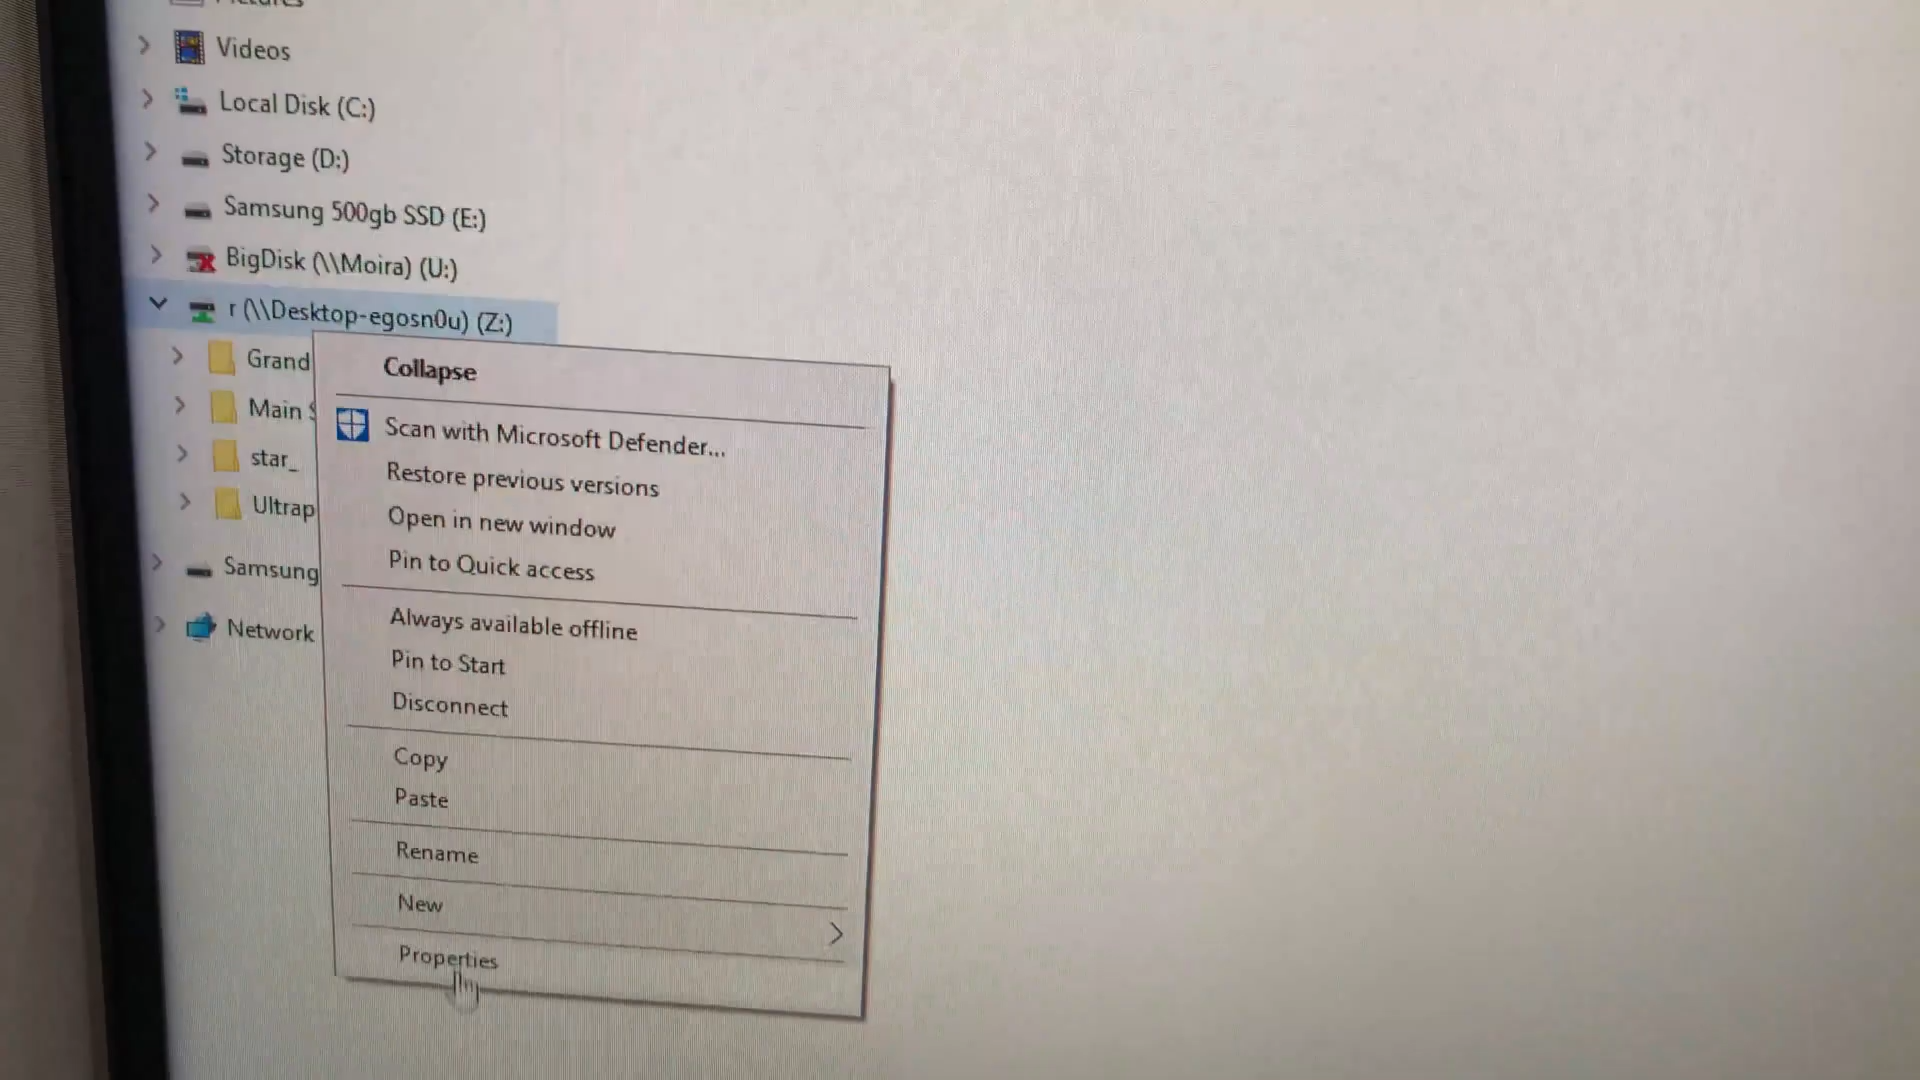 Pictures
Videos
Local Disk (C:)
Storage (D:)
Samsung 500gb SSD (E:)
BigDisk (\\Moira) (U:)
r (\\Desktop-egosn0u) (Z:)
Grand
Main S
star_
Ultrap
Samsung
Network
Collapse
Scan with Microsoft Defender...
Restore previous versions
Open in new window
Pin to Quick access
Always available offline
Pin to Start
Disconnect
Copy
Paste
Rename
New
Properties